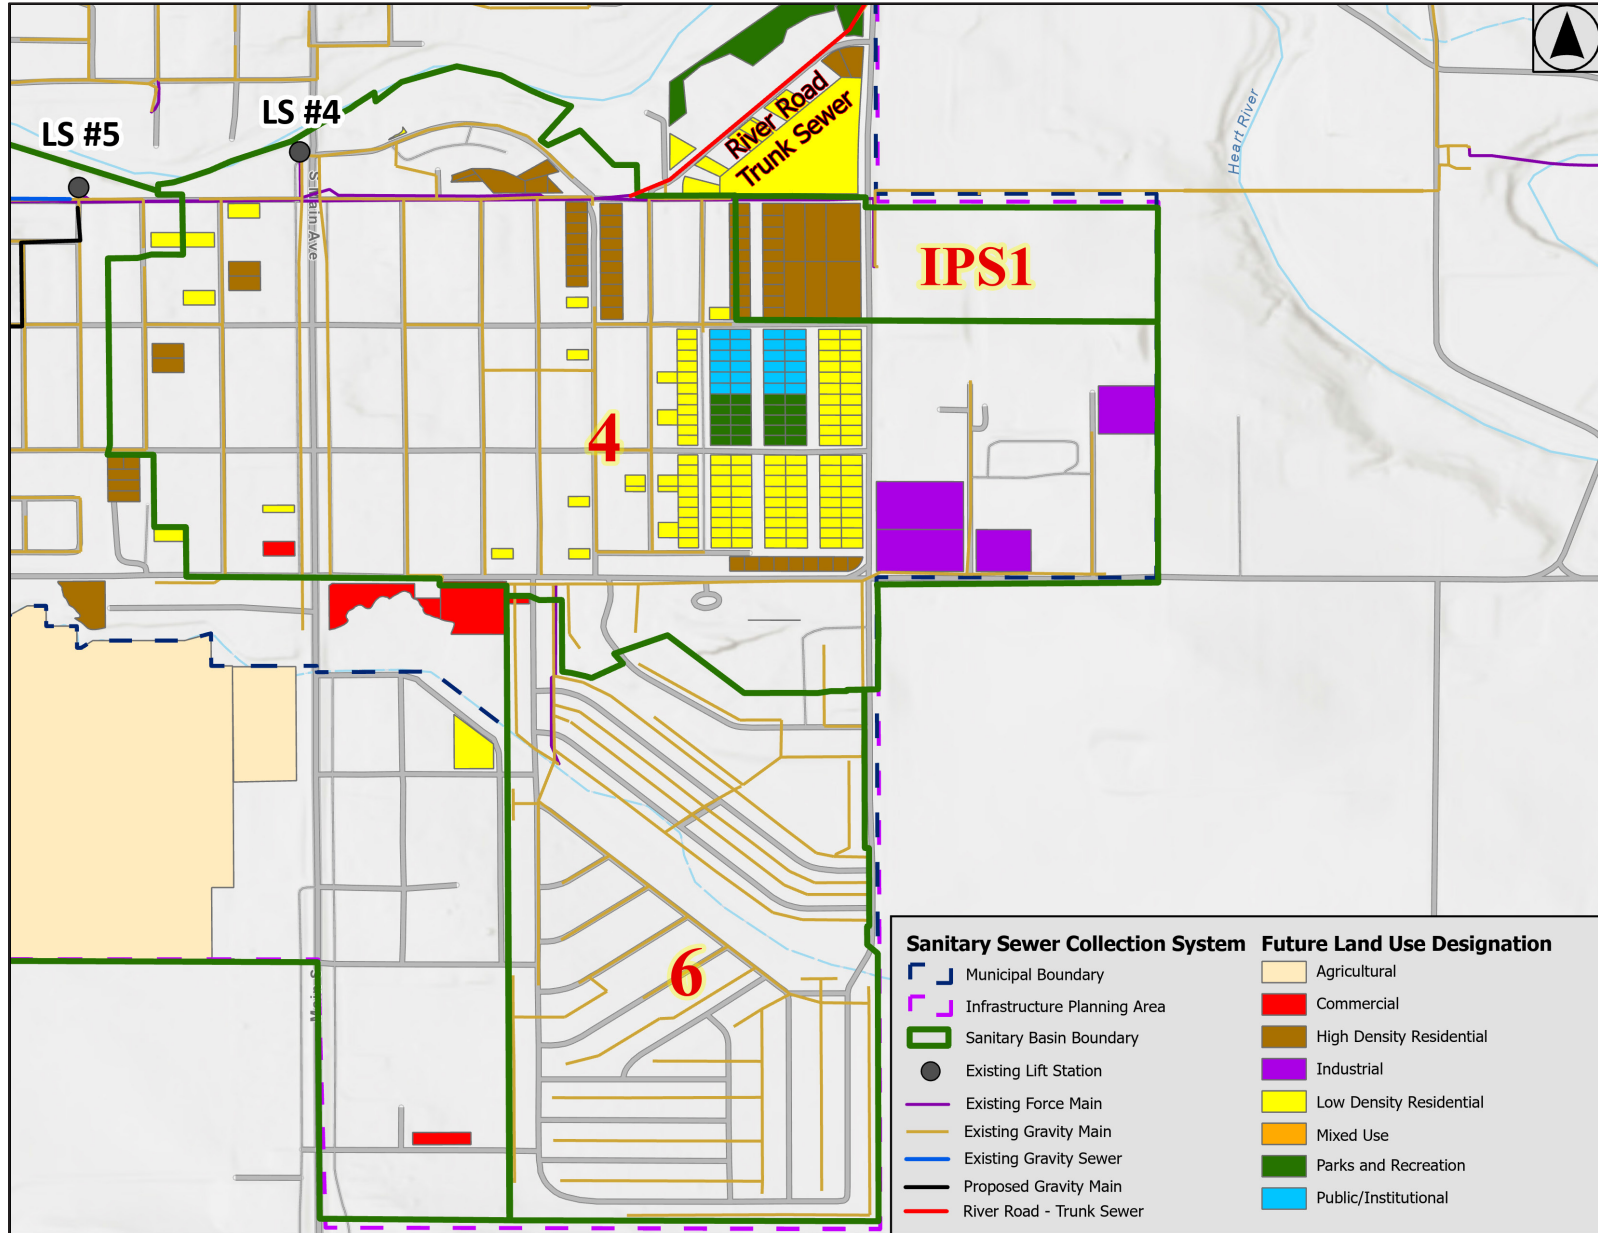 LS #5
LS #4
S Main Ave
River Road
Trunk Sewer
Heart River
IPS1
4
6
Sanitary Sewer Collection System
Municipal Boundary
Infrastructure Planning Area
Sanitary Basin Boundary
Existing Lift Station
Existing Force Main
Existing Gravity Main
Existing Gravity Sewer
Proposed Gravity Main
River Road - Trunk Sewer
Future Land Use Designation
Agricultural
Commercial
High Density Residential
Industrial
Low Density Residential
Mixed Use
Parks and Recreation
Public/Institutional